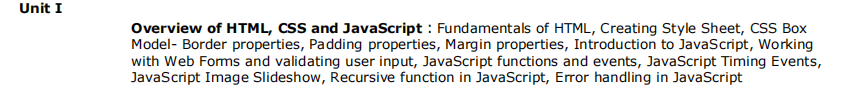 Unit I
Overview of HTML, CSS and JavaScript : Fundamentals of HTML, Creating Style Sheet, CSS Box
Model- Border properties, Padding properties, Margin properties, Introduction to JavaScript, Working
with Web Forms and validating user input, JavaScript functions and events, JavaScript Timing Events,
JavaScript Image Slideshow, Recursive function in JavaScript, Error handling in JavaScript